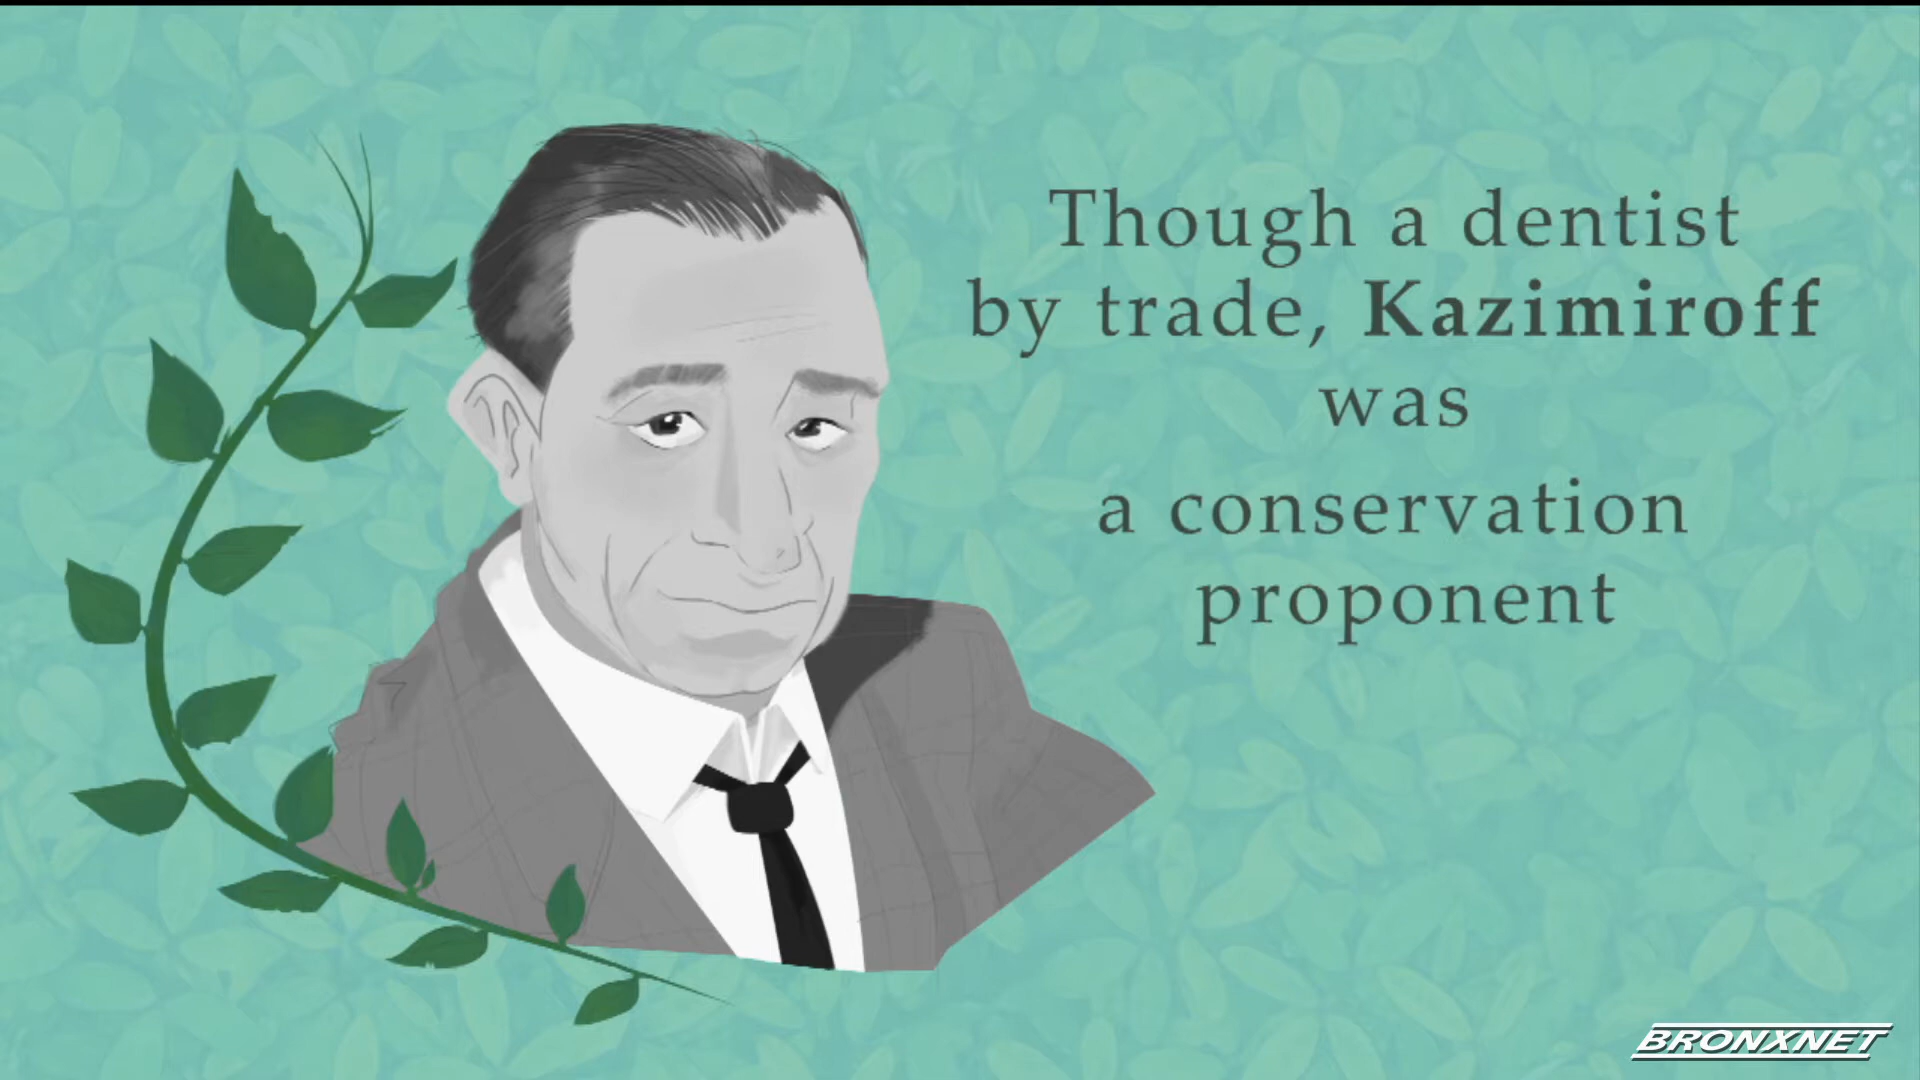 Though a dentist
by trade, Kazimiroff
was
a conservation
proponent
BRONXNET